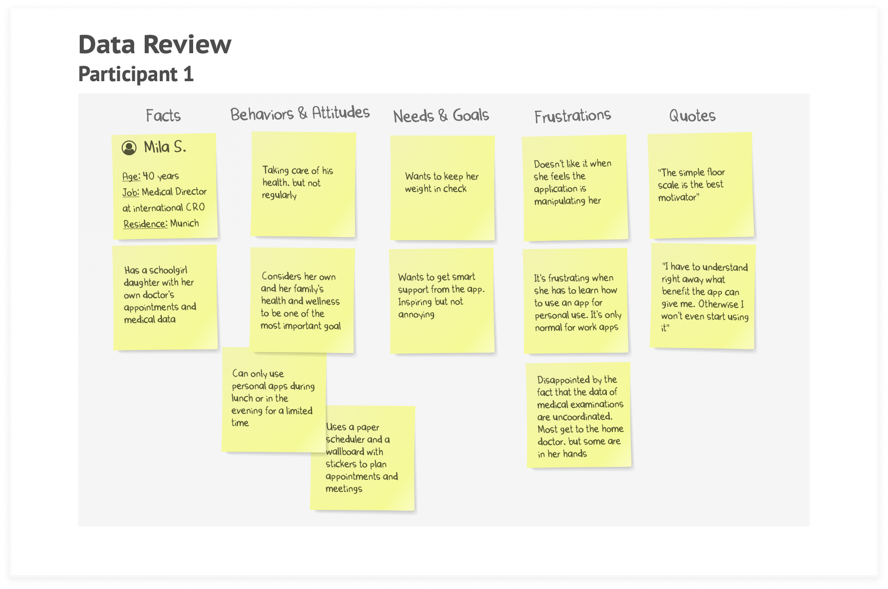 Data Review
Participant 1
Facts
Behaviors & Attitudes
Needs & Goals
Frustrations
Quotes
Mila S.
Age: 40 years
Job: Medical Director
at international CRO
Residence: Munich
Has a schoolgirl
daughter with her
own doctor's
appointments and
medical data
Taking care of his
health, but not
regularly
Considers her own
and her family's
health and wellness
to be one of the
most important goal
Can only use
personal apps during
lunch or in the
evening for a limited
time
Uses a paper
scheduler and a
wallboard with
stickers to plan
appointments and
meetings
Wants to keep her
weight in check
Wants to get smart
support from the app.
Inspiring but not
annoying
Doesn't like it when
she feels the
application is
manipulating her
It's frustrating when
she has to learn how
to use an app for
personal use. It's only
normal for work apps
Disappointed by the
fact that the data of
medical examinations
are uncoordinated.
Most get to the home
doctor, but some are
in her hands
"The simple floor
scale is the best
motivator"
"I have to understand
right away what
benefit the app can
give me. Otherwise I
won't even start using
it"